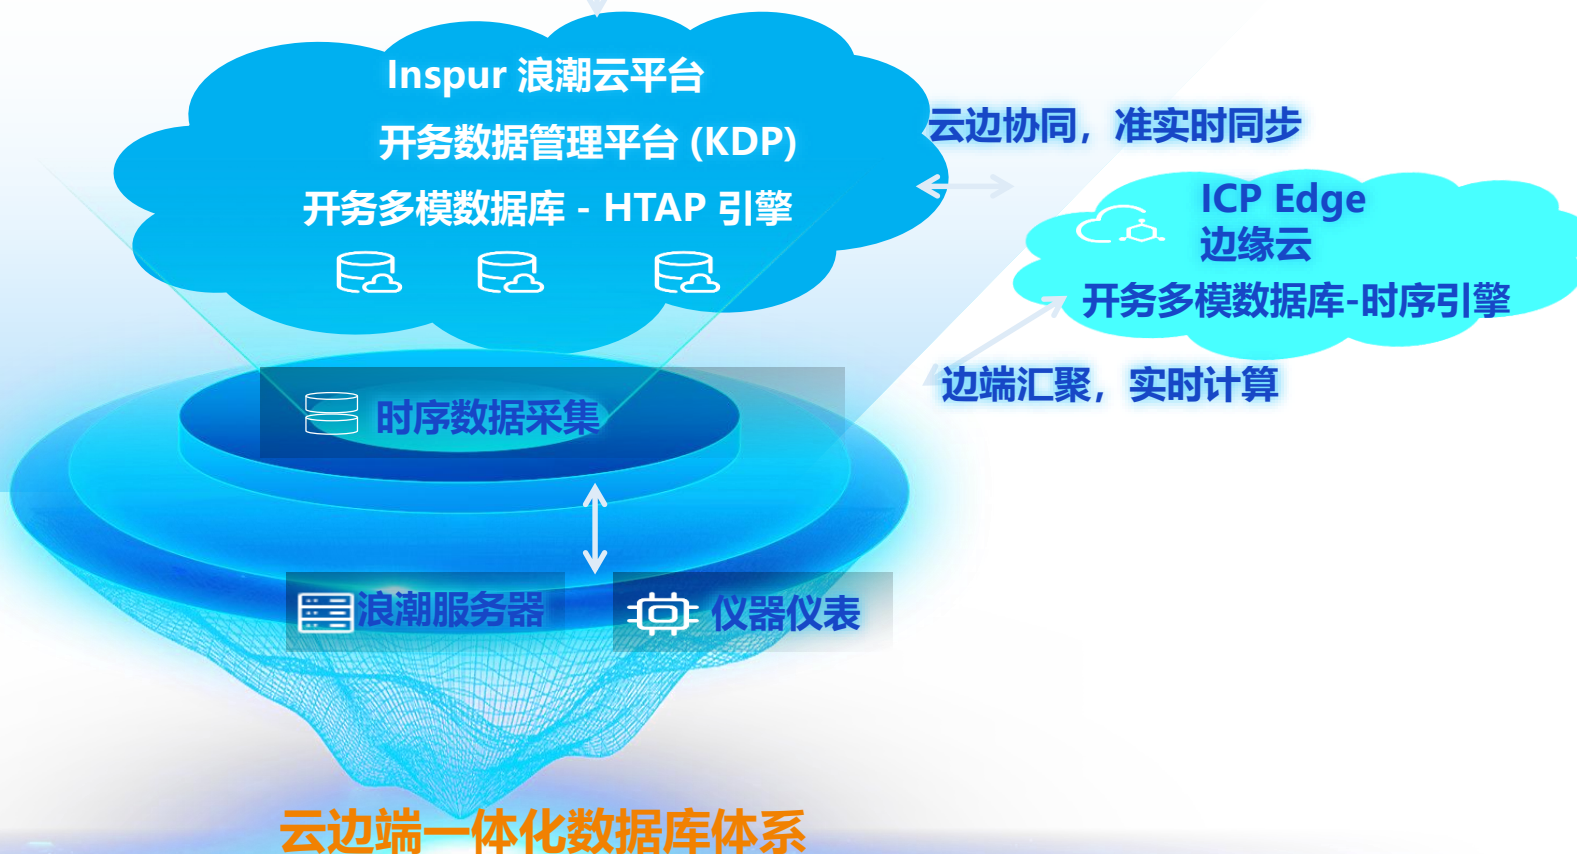 Inspur 浪潮云平台
开务数据管理平台 (KDP)
开务多模数据库 - HTAP 引擎
云边协同，准实时同步
ICP Edge
边缘云
开务多模数据库-时序引擎
边端汇聚，实时计算
时序数据采集
浪潮服务器
仪器仪表
云边端一体化数据库体系